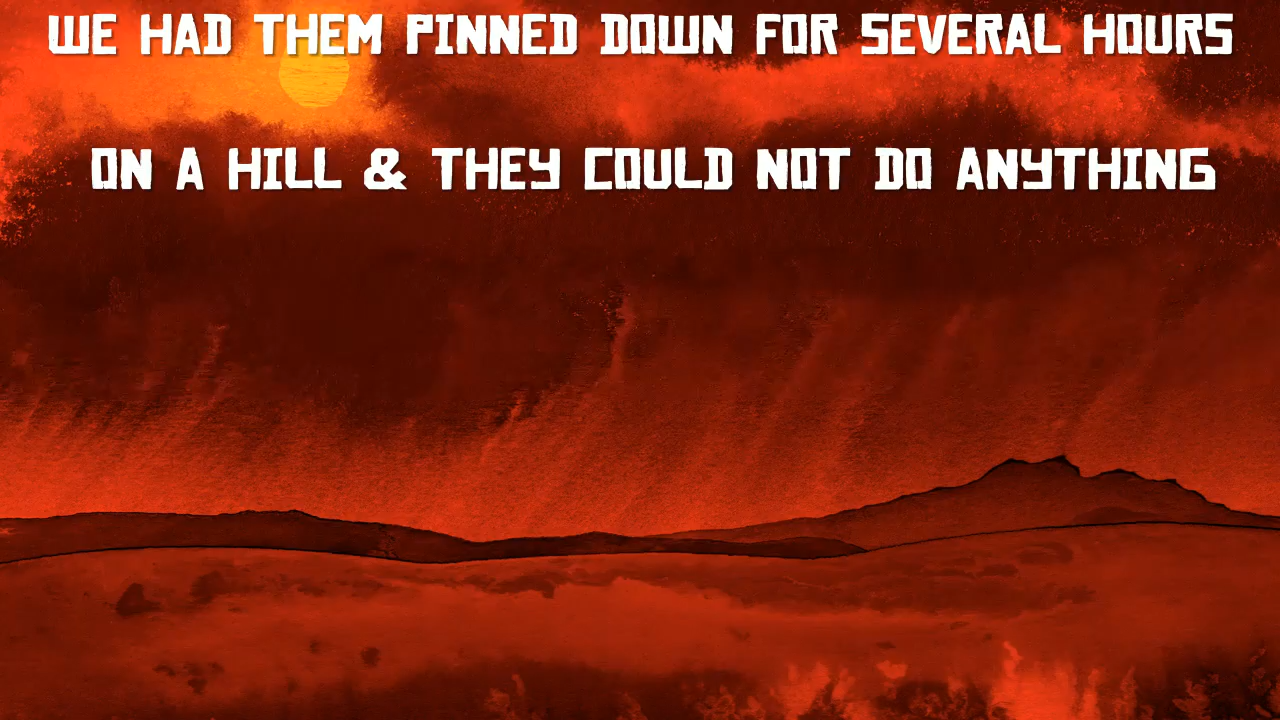 WE HAD THEM PINNED DOWN FOR SEVERAL HOURS
ON A HILL & THEY COULD NOT DO ANYTHING